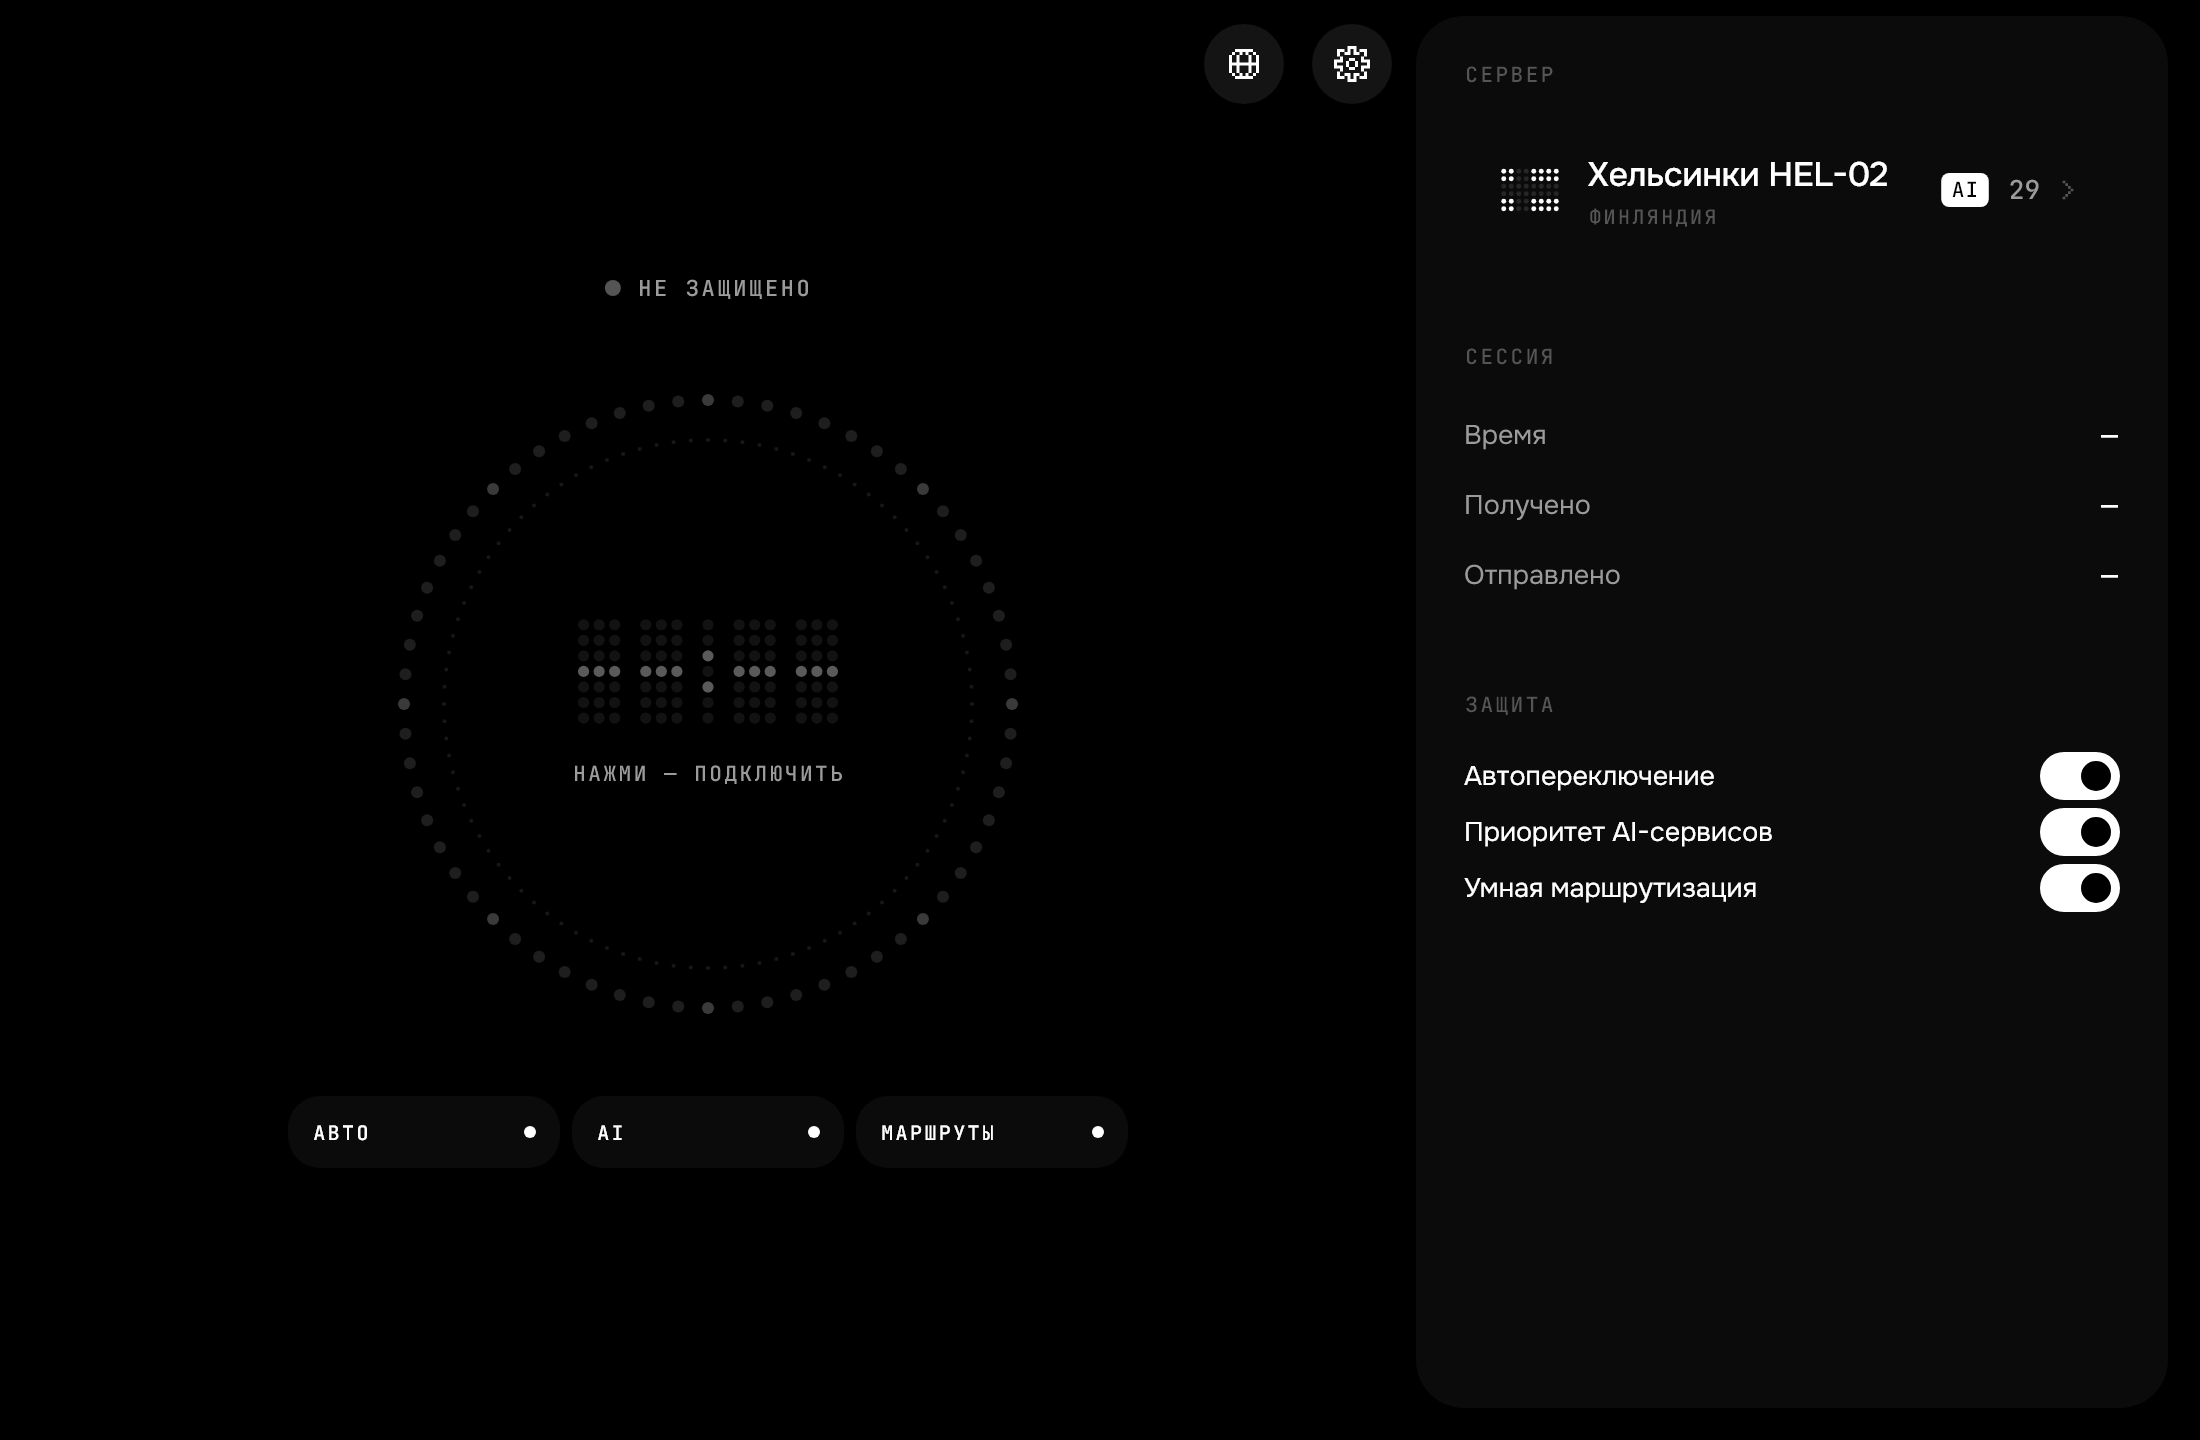 НЕ ЗАЩИЩЕНО
--:--
НАЖМИ — ПОДКЛЮЧИТЬ
АВТО
AI
МАРШРУТЫ
СЕРВЕР
Хельсинки HEL-02
ФИНЛЯНДИЯ
AI
29
СЕССИЯ
Время —
Получено —
Отправлено —
ЗАЩИТА
Автопереключение
Приоритет AI-сервисов
Умная маршрутизация